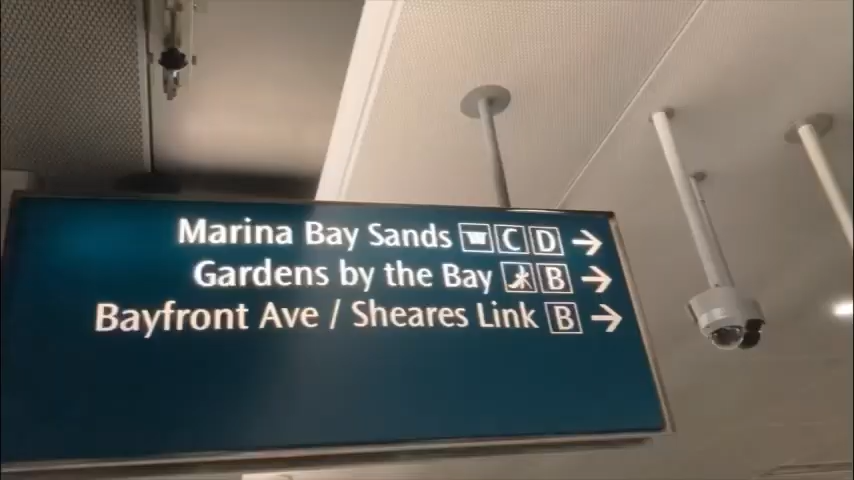 Marina Bay Sands C D →
Gardens by the Bay B →
Bayfront Ave / Sheares Link B →